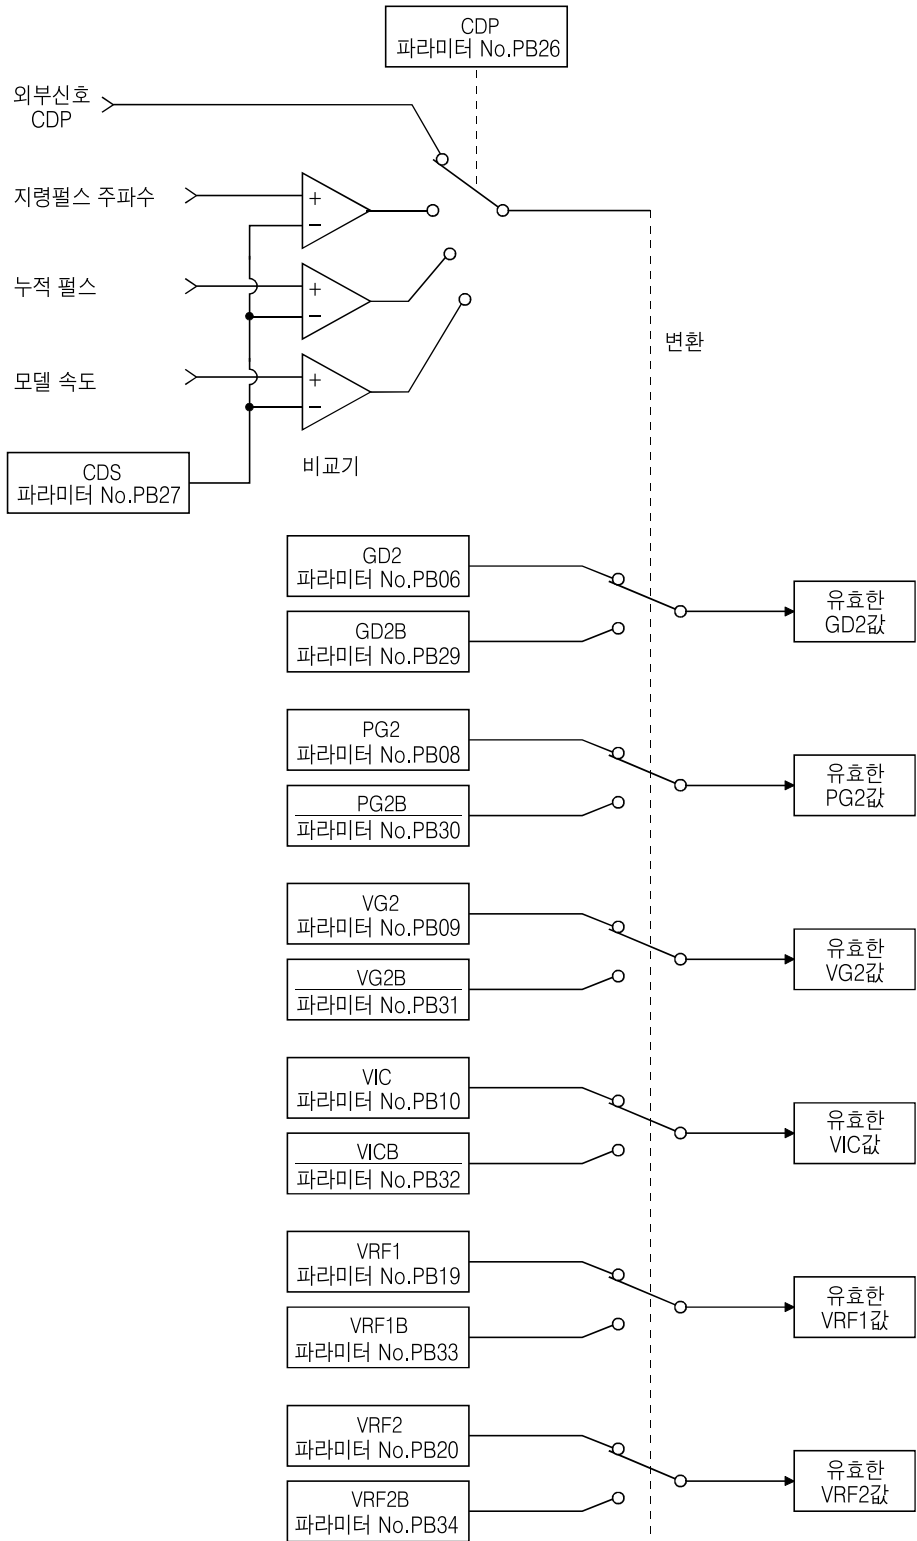 CDP
파라미터 No.PB26
외부신호
CDP
지령펄스 주파수
+
−
누적 펄스
+
−
변환
모델 속도
+
−
비교기
CDS
파라미터 No.PB27
GD2
파라미터 No.PB06
유효한
GD2값
GD2B
파라미터 No.PB29
PG2
파라미터 No.PB08
유효한
PG2값
PG2B
파라미터 No.PB30
VG2
파라미터 No.PB09
유효한
VG2값
VG2B
파라미터 No.PB31
VIC
파라미터 No.PB10
유효한
VIC값
VICB
파라미터 No.PB32
VRF1
파라미터 No.PB19
유효한
VRF1값
VRF1B
파라미터 No.PB33
VRF2
파라미터 No.PB20
유효한
VRF2값
VRF2B
파라미터 No.PB34